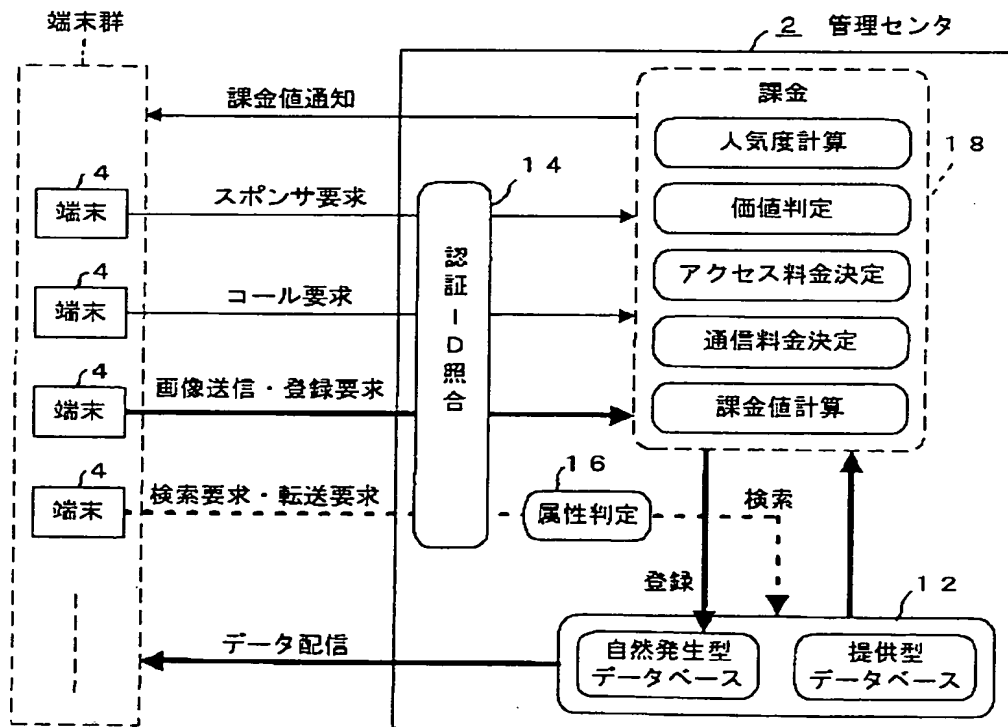 端末群
2 管理センタ
課金値通知
課金
人気度計算
18
4
端末
スポンサ要求
14
価値判定
アクセス料金決定
4
端末
コール要求
認証-ID照合
通信料金決定
4
端末
画像送信・登録要求
課金値計算
4
端末
検索要求・転送要求
16
属性判定
検索
登録
12
データ配信
自然発生型
データベース
提供型
データベース